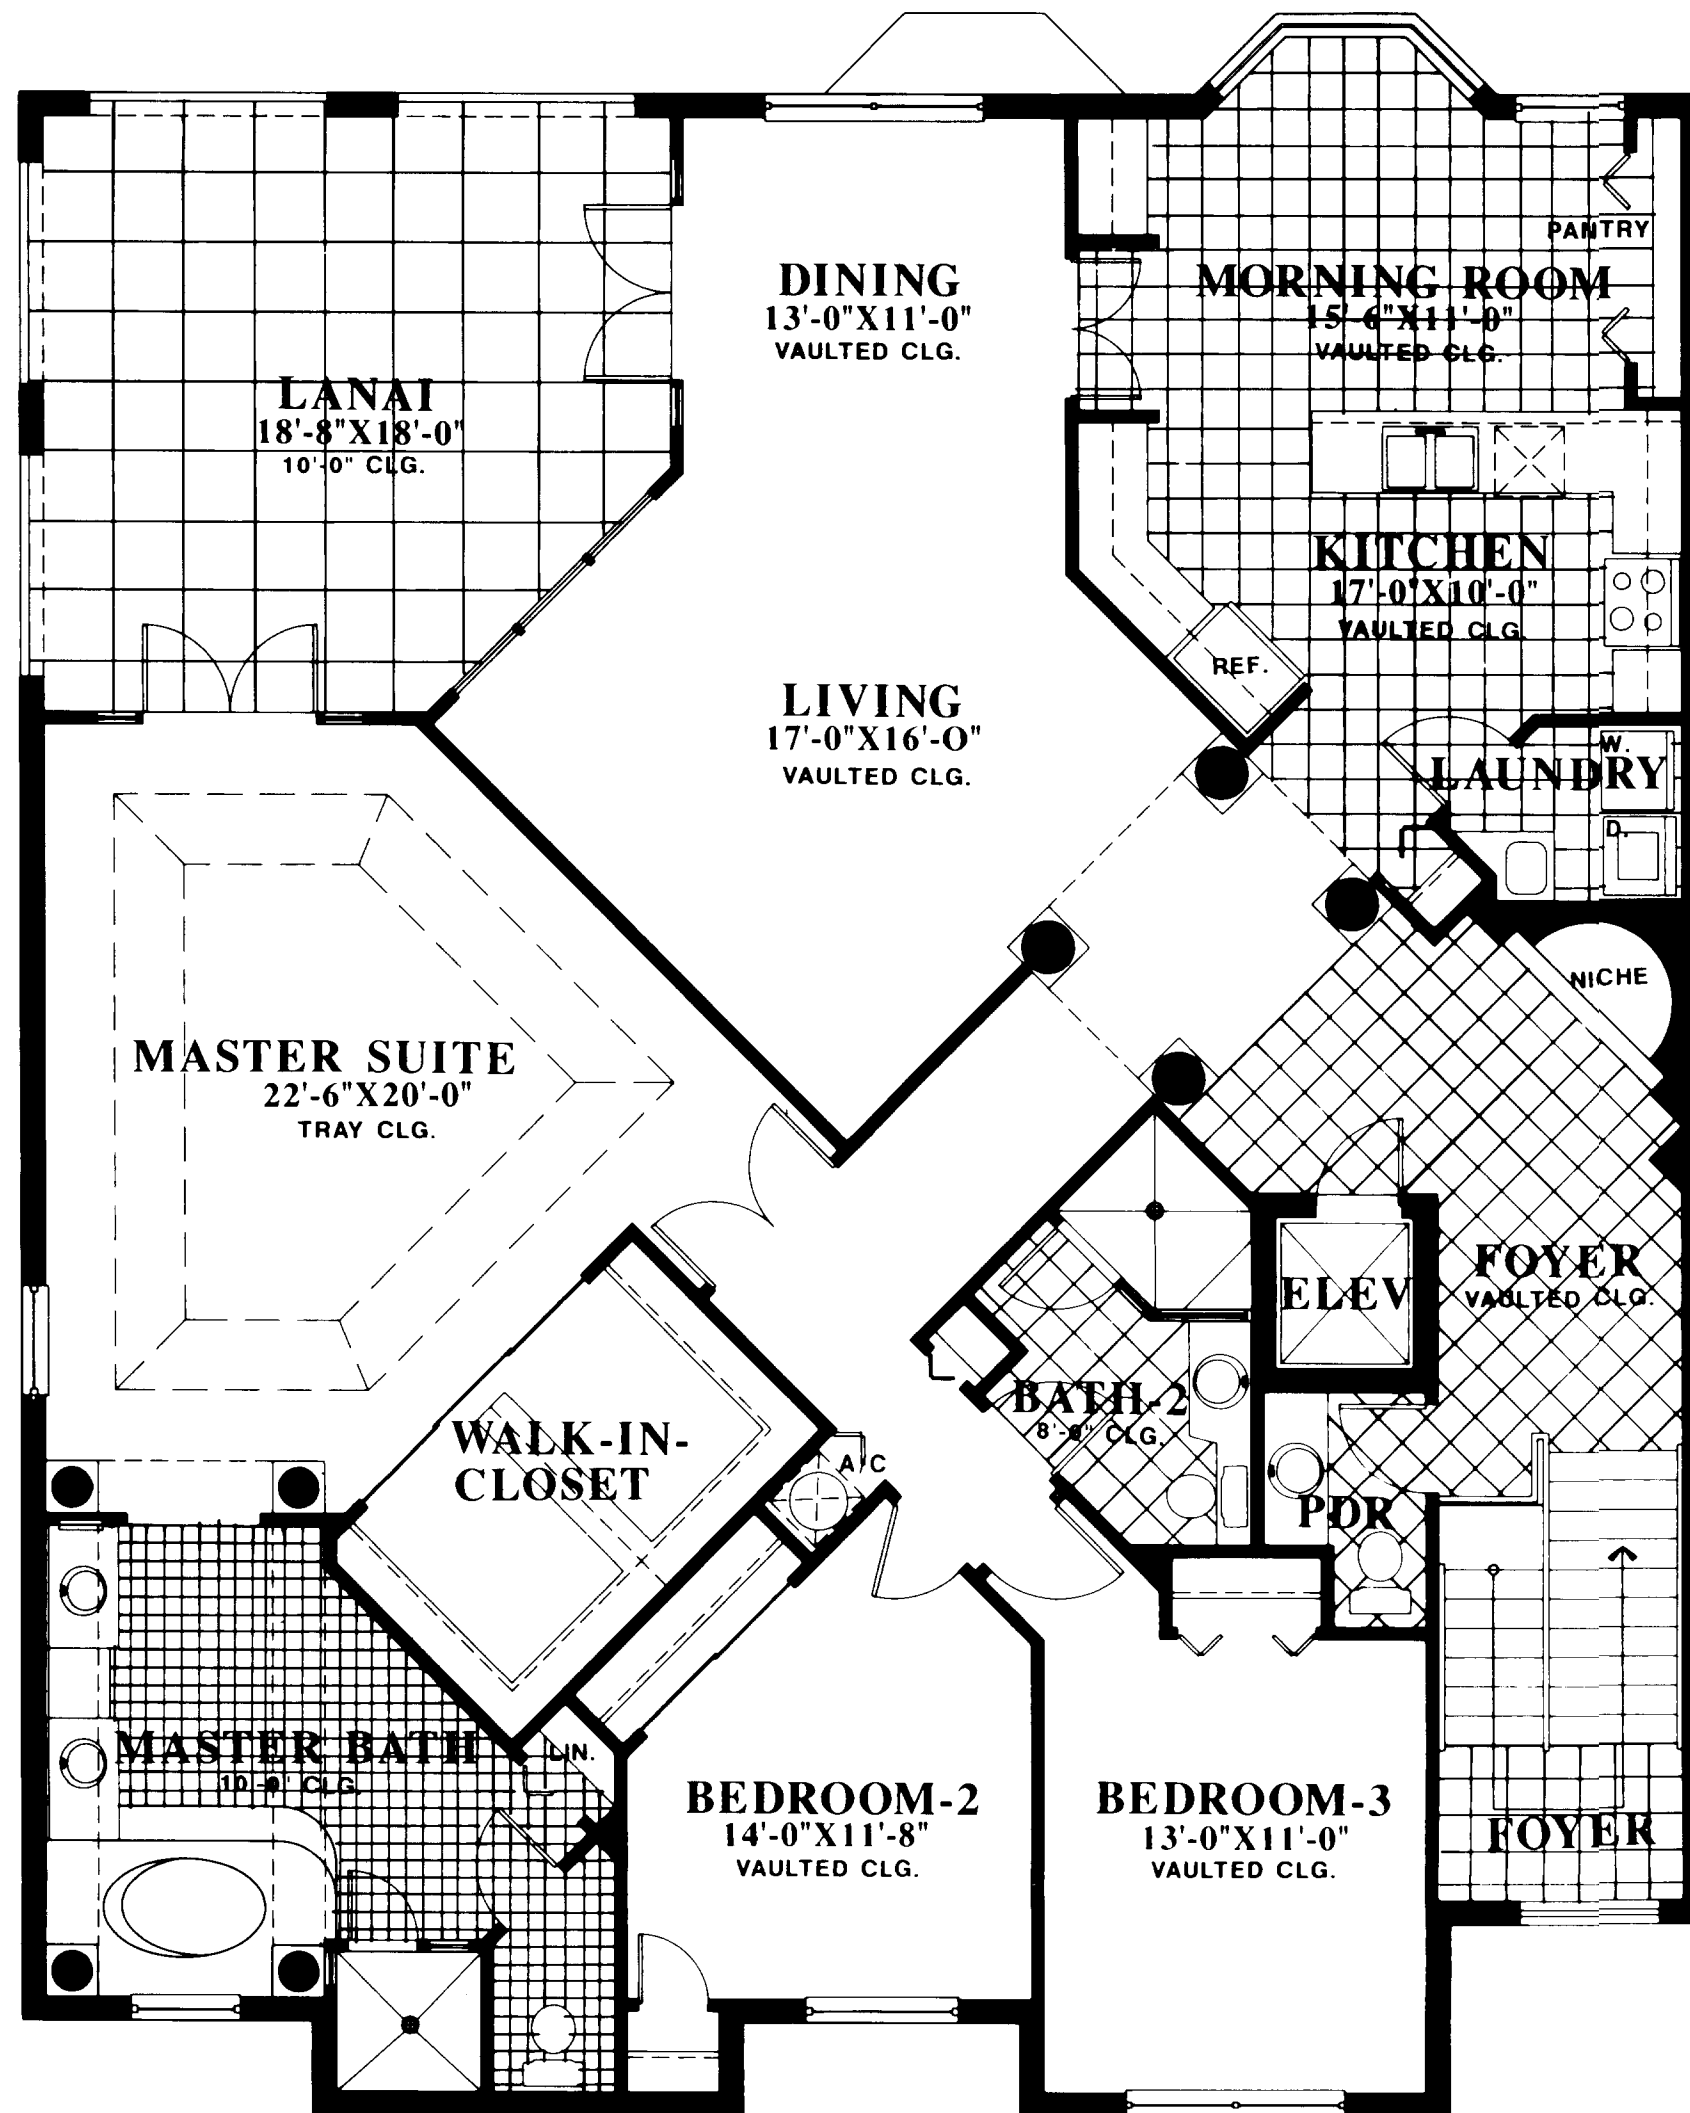 PANTRY
DINING
13'-0"X11'-0"
VAULTED CLG.
MORNING ROOM
15'-6"X11'-0"
VAULTED CLG.
LANAI
18'-8"X18'-0"
10'-0" CLG.
KITCHEN
17'-0"X10'-0"
VAULTED CLG.
REF.
LIVING
17'-0"X16'-O"
VAULTED CLG.
W.
LAUNDRY
D.
NICHE
MASTER SUITE
22'-6"X20'-0"
TRAY CLG.
FOYER
VAULTED CLG.
ELEV
BATH-2
8'-0" CLG.
WALK-IN-
CLOSET
A/C
PDR
MASTER BATH
10'-0" CLG.
LIN.
BEDROOM-2
14'-0"X11'-8"
VAULTED CLG.
BEDROOM-3
13'-0"X11'-0"
VAULTED CLG.
FOYER